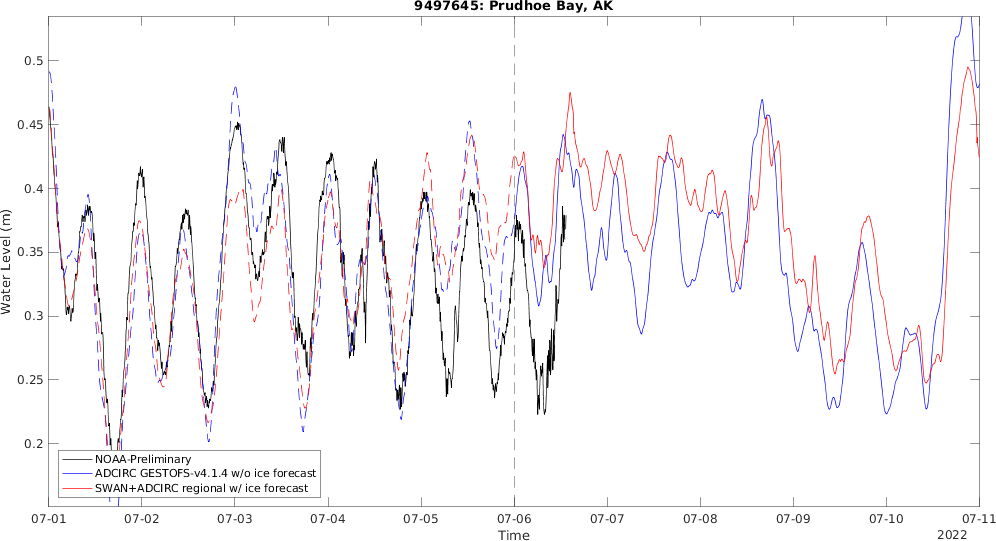 9497645: Prudhoe Bay, AK
Water Level (m)
0.5
0.45
0.4
0.35
0.3
0.25
0.2
NOAA-Preliminary
ADCIRC GESTOFS-v4.1.4 w/o ice forecast
SWAN+ADCIRC regional w/ ice forecast
07-01 07-02 07-03 07-04 07-05 07-06 07-07 07-08 07-09 07-10 07-11
Time
2022